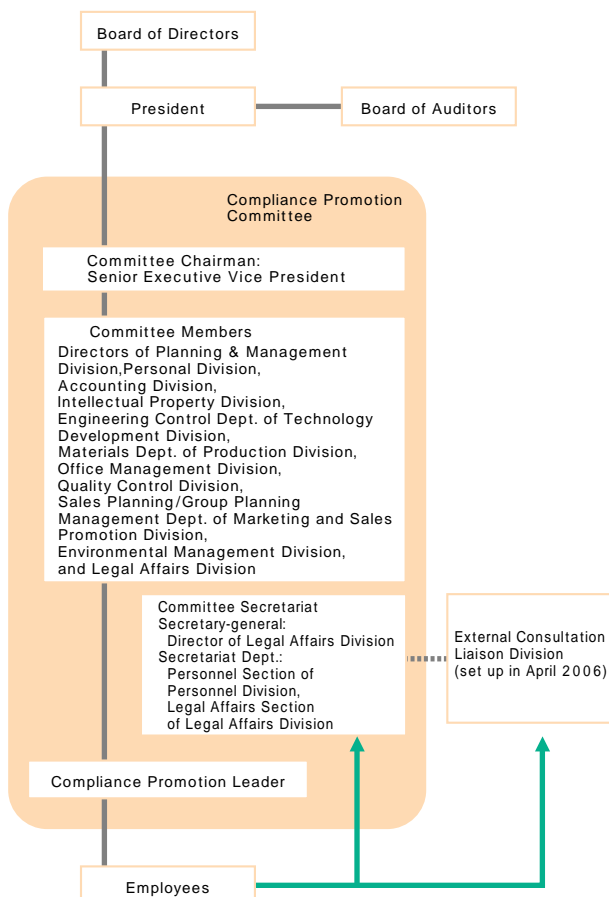 Board of Directors
President
Board of Auditors
Compliance Promotion
Committee
Committee Chairman:
Senior Executive Vice President
Committee Members
Directors of Planning & Management
Division,Personal Division,
Accounting Division,
Intellectual Property Division,
Engineering Control Dept. of Technology
Development Division,
Materials Dept. of Production Division,
Office Management Division,
Quality Control Division,
Sales Planning/Group Planning
Management Dept. of Marketing and Sales
Promotion Division,
Environmental Management Division,
and Legal Affairs Division
Committee Secretariat
Secretary-general:
Director of Legal Affairs Division
Secretariat Dept.:
Personnel Section of
Personnel Division,
Legal Affairs Section
of Legal Affairs Division
External Consultation
Liaison Division
(set up in April 2006)
Compliance Promotion Leader
Employees